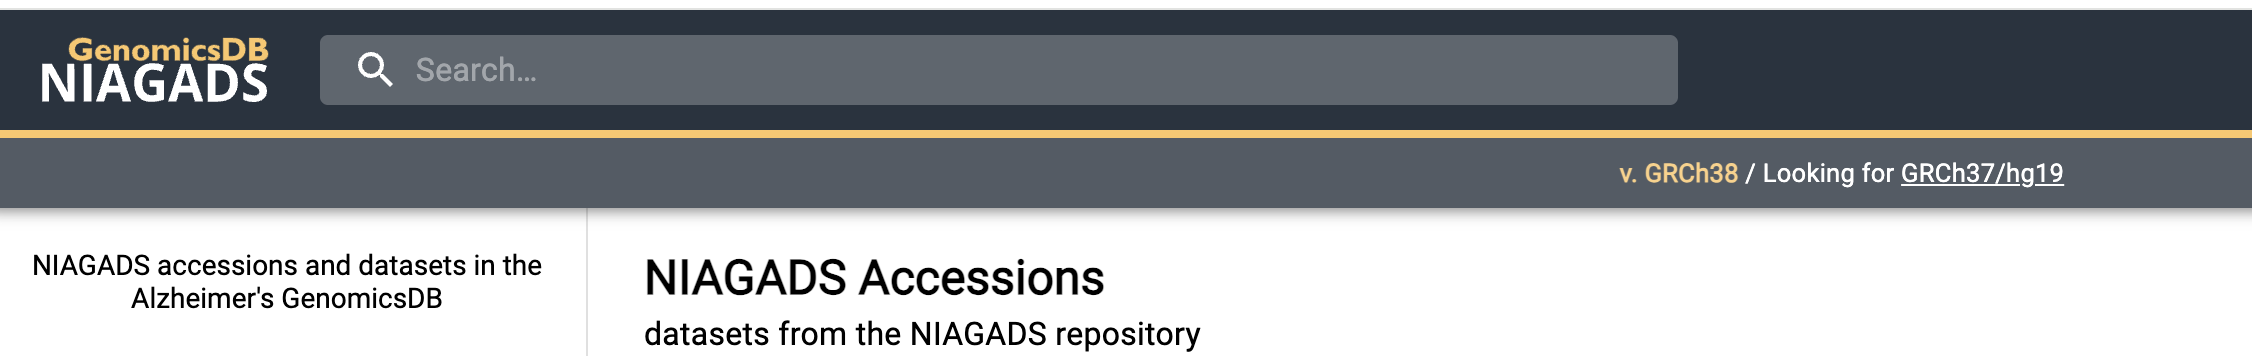 GenomicsDB
NIAGADS
Search...
v. GRCh38 / Looking for GRCh37/hg19
NIAGADS accessions and datasets in the
Alzheimer's GenomicsDB
NIAGADS Accessions
datasets from the NIAGADS repository